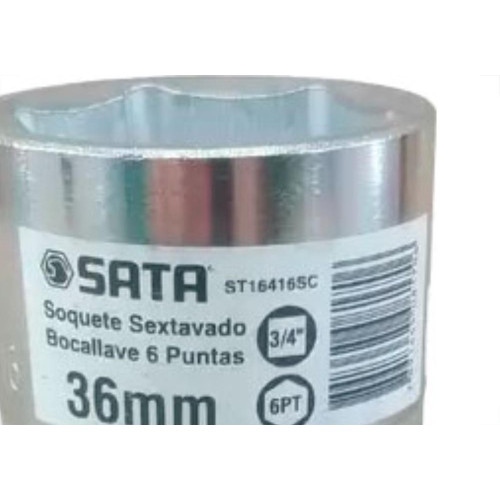 SATA ST16416SC
Soquete Sextavado
Bocallave 6 Puntas
3/4"
36mm
6PT